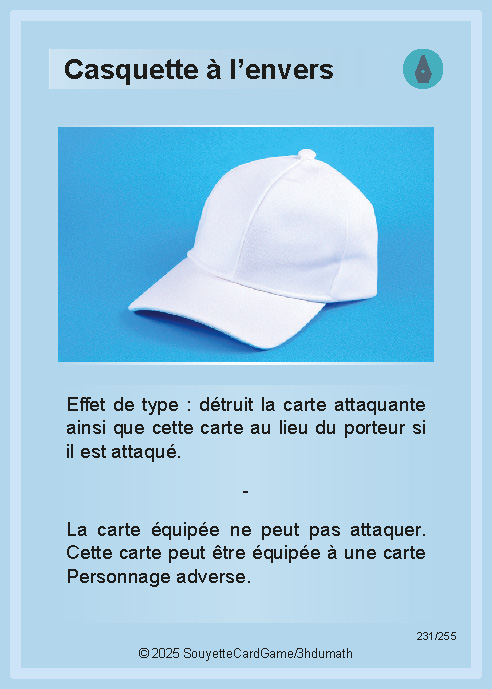 Casquette à l’envers
Effet de type : détruit la carte attaquante
ainsi que cette carte au lieu du porteur si
il est attaqué.
-
La carte équipée ne peut pas attaquer.
Cette carte peut être équipée à une carte
Personnage adverse.
231/255
© 2025 SouyetteCardGame/3hdumath